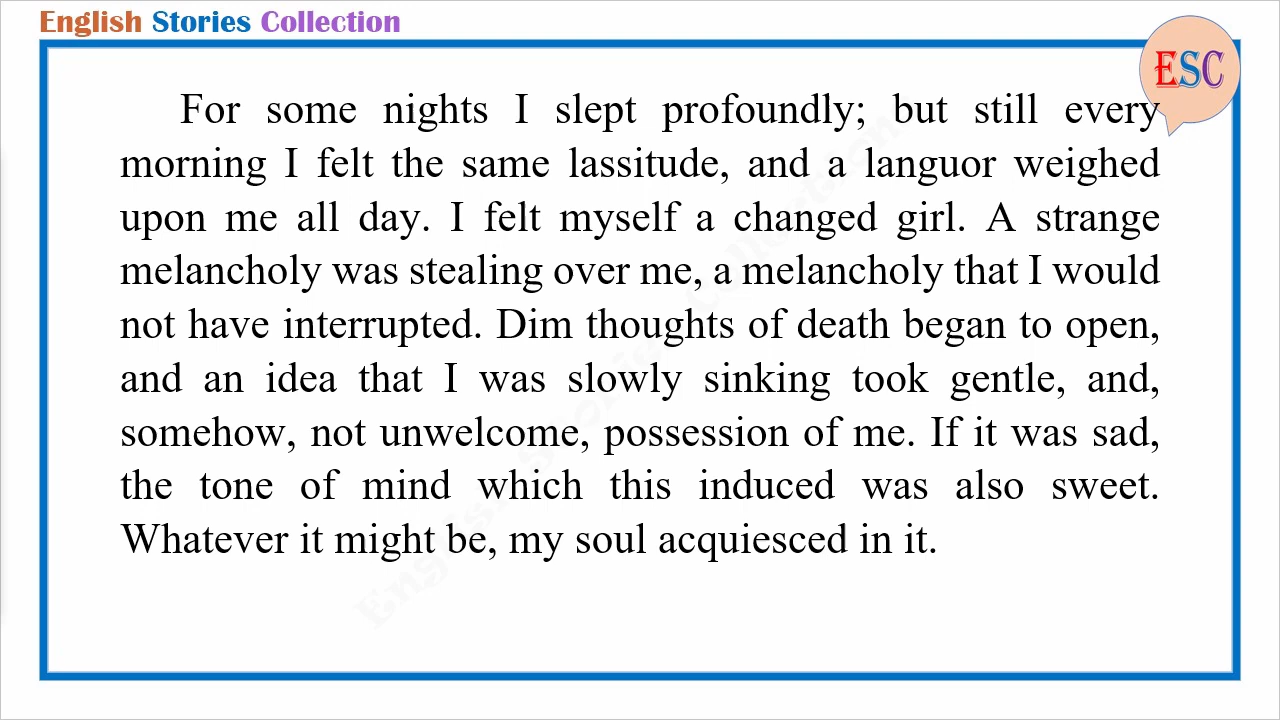 English Stories Collection
ESC
For some nights I slept profoundly; but still every
morning I felt the same lassitude, and a languor weighed
upon me all day. I felt myself a changed girl. A strange
melancholy was stealing over me, a melancholy that I would
not have interrupted. Dim thoughts of death began to open,
and an idea that I was slowly sinking took gentle, and,
somehow, not unwelcome, possession of me. If it was sad,
the tone of mind which this induced was also sweet.
Whatever it might be, my soul acquiesced in it.
English Stories Collection